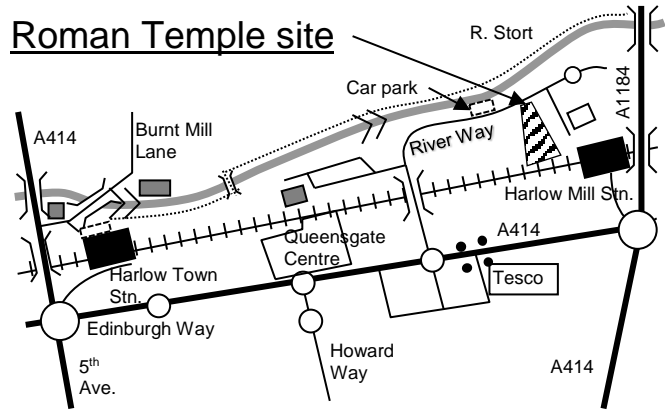 Roman Temple site
R. Stort
Car park
A1184
A414
Burnt Mill
Lane
River Way
Harlow Mill Stn.
A414
Queensgate
Centre
Harlow Town
Stn.
Tesco
Edinburgh Way
Howard
Way
A414
5th
Ave.